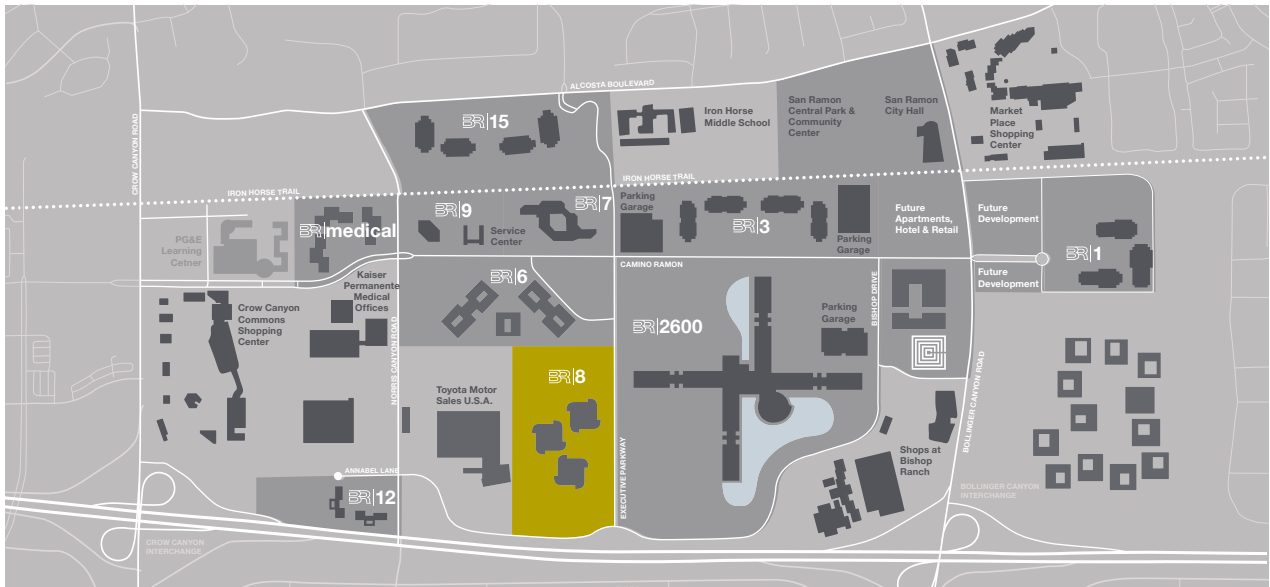 ALCOSTA BOULEVARD
CROW CANYON ROAD
BR|15
Iron Horse
Middle School
San Ramon
Central Park &
Community
Center
San Ramon
City Hall
Market
Place
Shopping
Center
IRON HORSE TRAIL
IRON HORSE TRAIL
PG&E
Learning
Cetner
BR|medical
BR|9
Service
Center
BR|7
Parking
Garage
BR|3
Parking
Garage
Future
Apartments,
Hotel & Retail
Future
Development
BR|1
Future
Development
CAMINO RAMON
Kaiser
Permanente
Medical
Offices
BR|6
Crow Canyon
Commons
Shopping
Center
NORRIS CANYON ROAD
BR|2600
Parking
Garage
BISHOP DRIVE
BOLLINGER CANYON ROAD
Toyota Motor
Sales U.S.A.
BR|8
EXECUTIVE PARKWAY
Shops at
Bishop
Ranch
ANNABEL LANE
BR|12
BOLLINGER CANYON
INTERCHANGE
CROW CANYON
INTERCHANGE